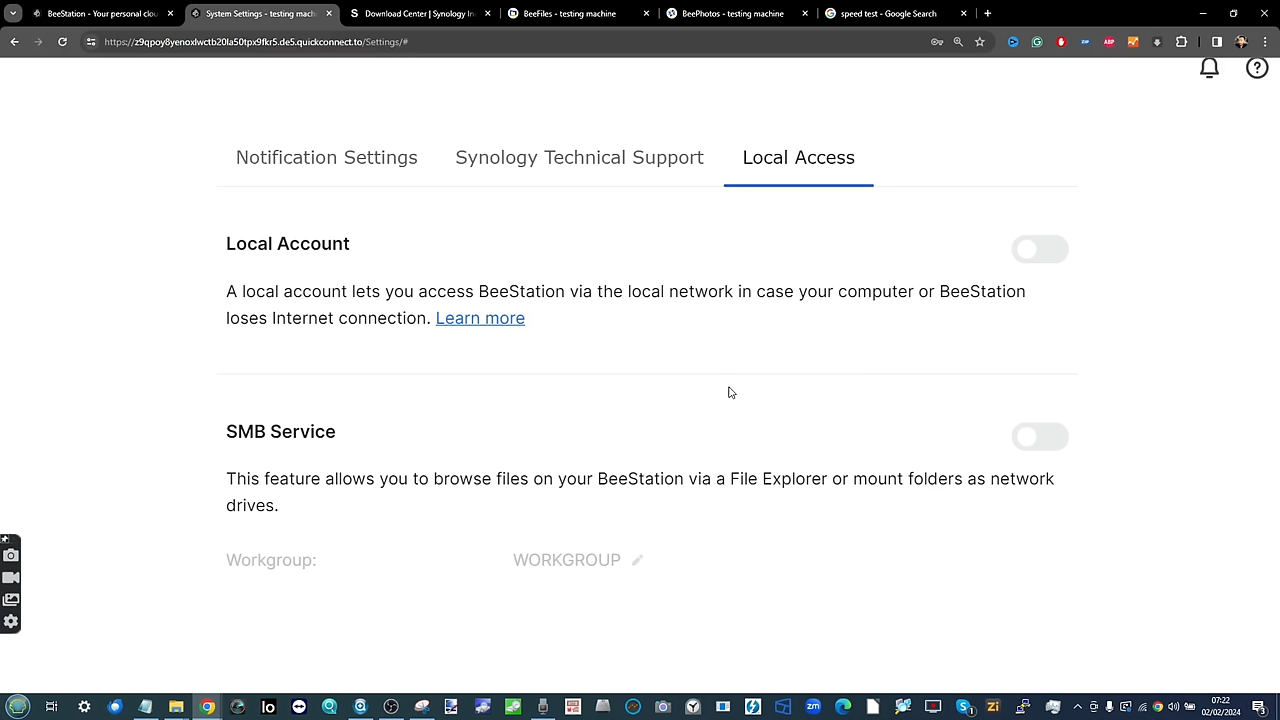 BeeStation - Your personal clou
System Settings - testing mach
Download Center | Synology In
BeeFiles - testing machine
BeePhotos - testing machine
speed test - Google Search
https://z9qpoy8yenoxlwctb20la50tpx9fkr5.de5.quickconnect.to/Settings/#
Notification Settings
Synology Technical Support
Local Access
Local Account
A local account lets you access BeeStation via the local network in case your computer or BeeStation
loses Internet connection. Learn more
SMB Service
This feature allows you to browse files on your BeeStation via a File Explorer or mount folders as network
drives.
Workgroup:
WORKGROUP
07:22
02/02/2024